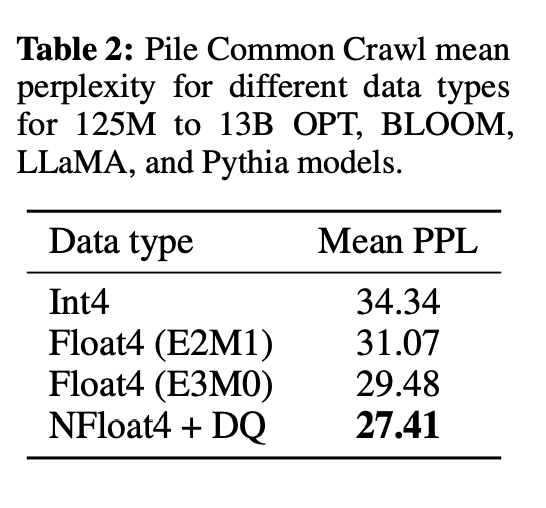 Table 2: Pile Common Crawl mean
perplexity for different data types
for 125M to 13B OPT, BLOOM,
LLaMA, and Pythia models.
Data type Mean PPL
Int4 34.34
Float4 (E2M1) 31.07
Float4 (E3M0) 29.48
NFloat4 + DQ 27.41